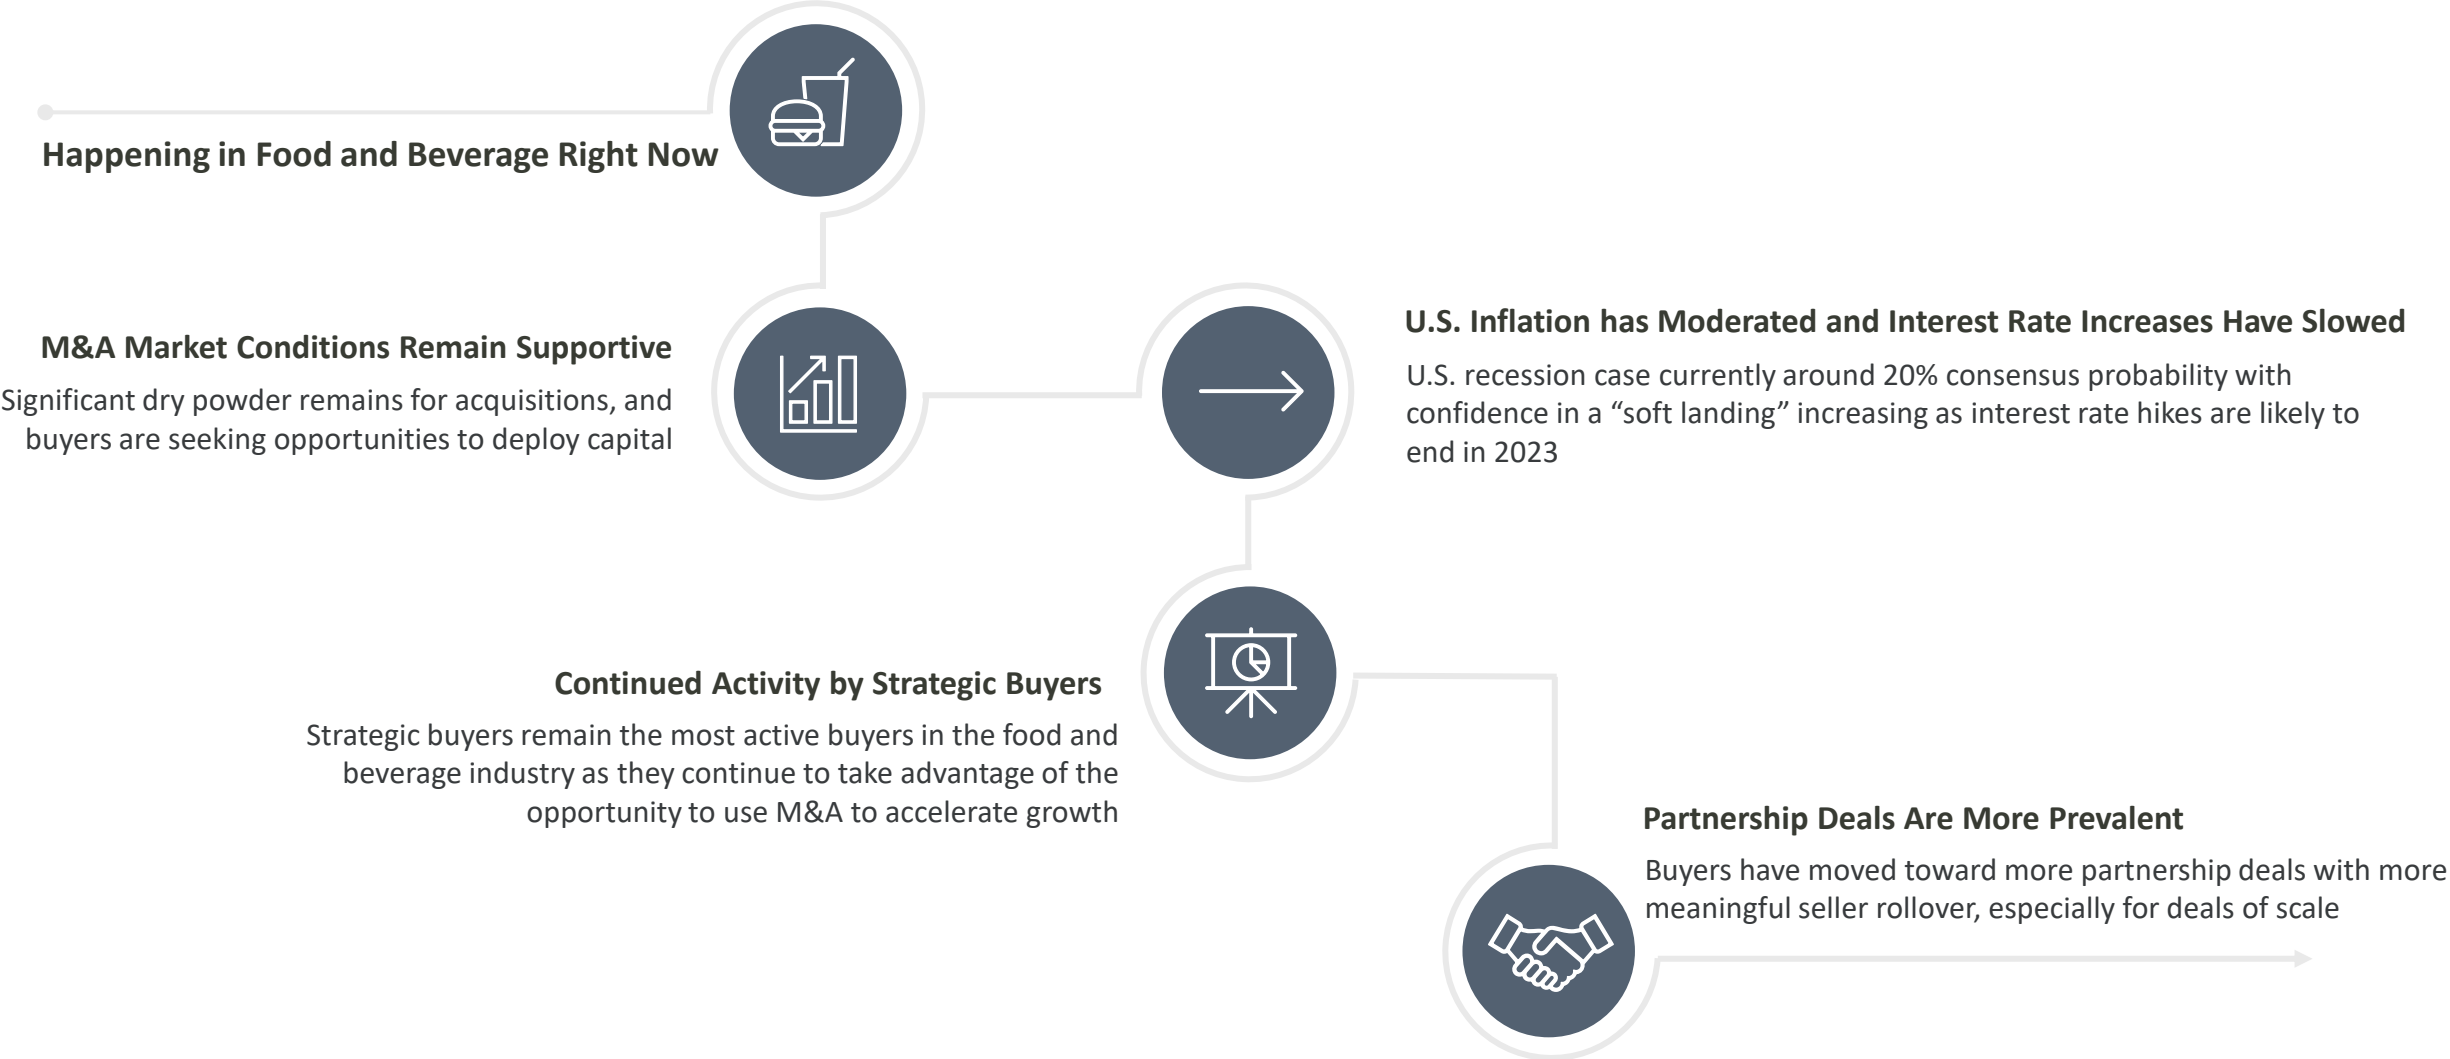 Happening in Food and Beverage Right Now
M&A Market Conditions Remain Supportive
Significant dry powder remains for acquisitions, and
buyers are seeking opportunities to deploy capital
U.S. Inflation has Moderated and Interest Rate Increases Have Slowed
U.S. recession case currently around 20% consensus probability with
confidence in a “soft landing” increasing as interest rate hikes are likely to
end in 2023
Continued Activity by Strategic Buyers
Strategic buyers remain the most active buyers in the food and
beverage industry as they continue to take advantage of the
opportunity to use M&A to accelerate growth
Partnership Deals Are More Prevalent
Buyers have moved toward more partnership deals with more
meaningful seller rollover, especially for deals of scale